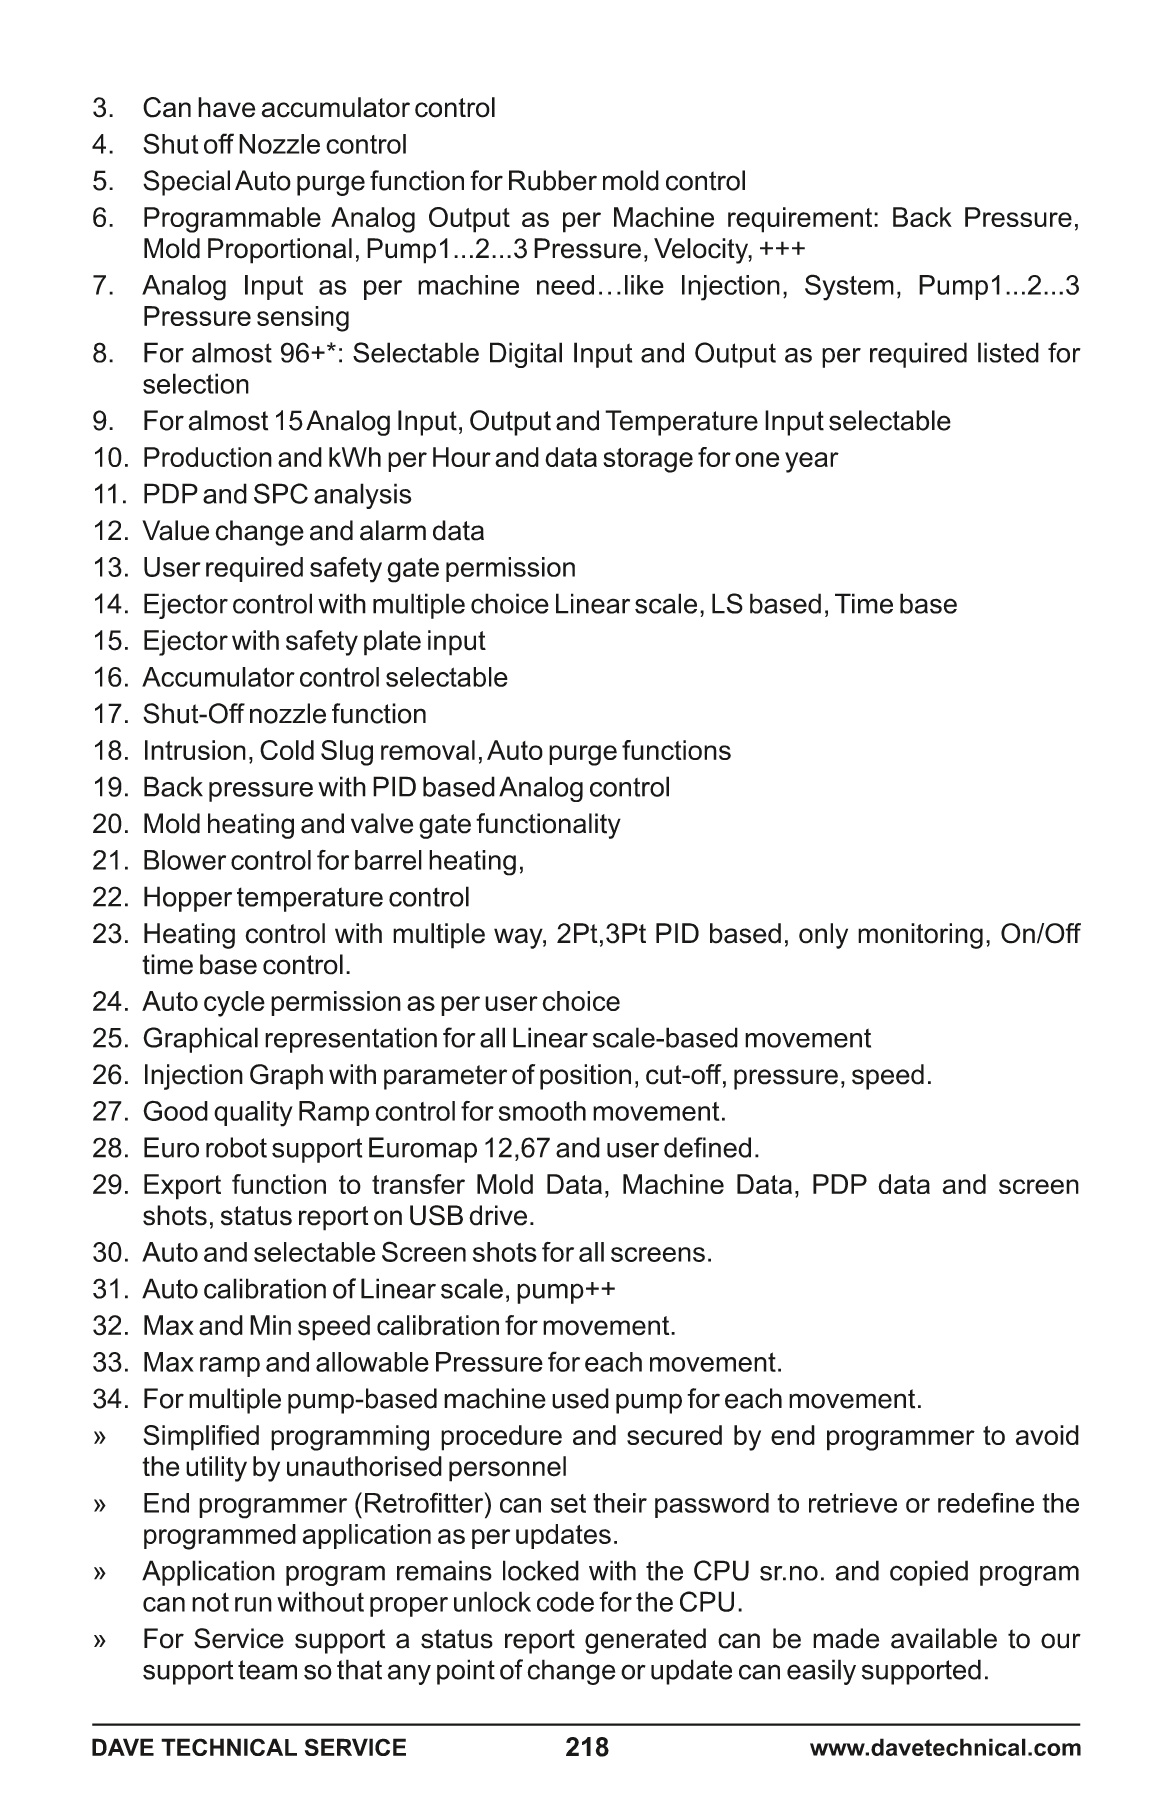 3. Can have accumulator control
4. Shut off Nozzle control
5. Special Auto purge function for Rubber mold control
6. Programmable Analog Output as per Machine requirement: Back Pressure,
Mold Proportional, Pump1...2...3 Pressure, Velocity, +++
7. Analog Input as per machine need…like Injection, System, Pump1...2...3
Pressure sensing
8. For almost 96+*: Selectable Digital Input and Output as per required listed for
selection
9. For almost 15 Analog Input, Output and Temperature Input selectable
10. Production and kWh per Hour and data storage for one year
11. PDP and SPC analysis
12. Value change and alarm data
13. User required safety gate permission
14. Ejector control with multiple choice Linear scale, LS based, Time base
15. Ejector with safety plate input
16. Accumulator control selectable
17. Shut-Off nozzle function
18. Intrusion, Cold Slug removal, Auto purge functions
19. Back pressure with PID based Analog control
20. Mold heating and valve gate functionality
21. Blower control for barrel heating,
22. Hopper temperature control
23. Heating control with multiple way, 2Pt,3Pt PID based, only monitoring, On/Off
time base control.
24. Auto cycle permission as per user choice
25. Graphical representation for all Linear scale-based movement
26. Injection Graph with parameter of position, cut-off, pressure, speed.
27. Good quality Ramp control for smooth movement.
28. Euro robot support Euromap 12,67 and user defined.
29. Export function to transfer Mold Data, Machine Data, PDP data and screen
shots, status report on USB drive.
30. Auto and selectable Screen shots for all screens.
31. Auto calibration of Linear scale, pump++
32. Max and Min speed calibration for movement.
33. Max ramp and allowable Pressure for each movement.
34. For multiple pump-based machine used pump for each movement.
» Simplified programming procedure and secured by end programmer to avoid
the utility by unauthorised personnel
» End programmer (Retrofitter) can set their password to retrieve or redefine the
programmed application as per updates.
» Application program remains locked with the CPU sr.no. and copied program
can not run without proper unlock code for the CPU.
» For Service support a status report generated can be made available to our
support team so that any point of change or update can easily supported.
DAVE TECHNICAL SERVICE 218 www.davetechnical.com